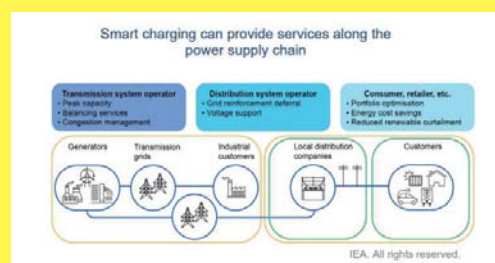 Smart charging can provide services along the
power supply chain
Transmission system operator
• Peak capacity
• Balancing services
• Congestion management
Distribution system operator
• Grid reinforcement deferral
• Voltage support
Consumer, retailer, etc.
• Portfolio optimisation
• Energy cost savings
• Reduced renewable curtailment
Generators
Transmission
grids
Industrial
customers
Local distribution
companies
Customers
IEA. All rights reserved.